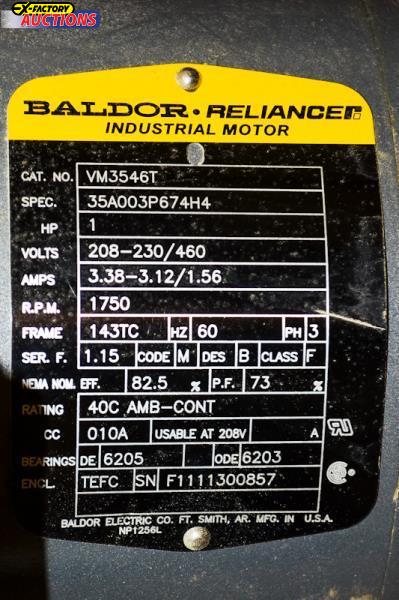 EX-FACTORY
AUCTIONS
BALDOR • RELIANCE
INDUSTRIAL MOTOR
CAT. NO. VM3546T
SPEC. 35A003P674H4
HP 1
VOLTS 208-230/460
AMPS 3.38-3.12/1.56
R.P.M. 1750
FRAME 143TC HZ 60 PH 3
SER. F. 1.15 CODE M DES B CLASS F
NEMA NOM. EFF. 82.5 % P.F. 73 %
RATING 40C AMB-CONT
CC 010A USABLE AT 208V A
BEARINGS DE 6205 ODE 6203
ENCL. TEFC SN F1111300857
BALDOR ELECTRIC CO. FT. SMITH, AR. MFG. IN U.S.A.
NP1256L